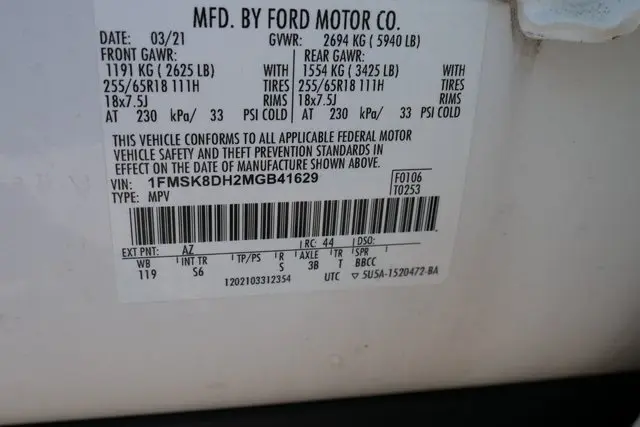 MFD. BY FORD MOTOR CO.
DATE: 03/21 GVWR: 2694 KG ( 5940 LB)
FRONT GAWR: REAR GAWR:
1191 KG ( 2625 LB) WITH 1554 KG ( 3425 LB) WITH
255/65R18 111H TIRES 255/65R18 111H TIRES
18x7.5J RIMS 18x7.5J RIMS
AT 230 kPa/ 33 PSI COLD AT 230 kPa/ 33 PSI COLD
THIS VEHICLE CONFORMS TO ALL APPLICABLE FEDERAL MOTOR
VEHICLE SAFETY AND THEFT PREVENTION STANDARDS IN
EFFECT ON THE DATE OF MANUFACTURE SHOWN ABOVE.
VIN: 1FMSK8DH2MGB41629 F0106
TYPE: MPV T0253
EXT PNT: AZ RC: 44 DSO:
WB INT TR TP/PS R AXLE TR SPR
119 S6 S 3B T BBCC
1202103312354 UTC ▽ 5U5A-1520472-BA